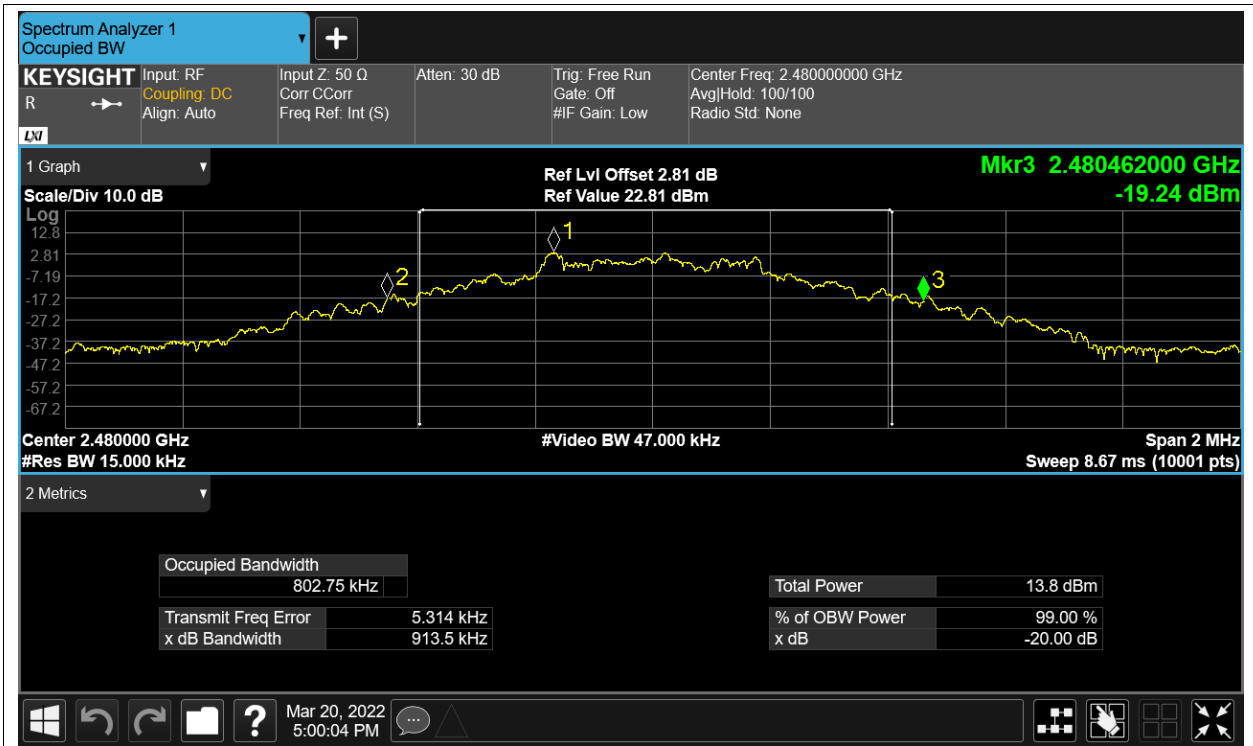 Spectrum Analyzer 1
Occupied BW
KEYSIGHT
R
LXI
Input: RF
Coupling: DC
Align: Auto
Input Z: 50 Ω
Corr CCorr
Freq Ref: Int (S)
Atten: 30 dB
Trig: Free Run
Gate: Off
#IF Gain: Low
Center Freq: 2.480000000 GHz
Avg|Hold: 100/100
Radio Std: None
1 Graph
Scale/Div 10.0 dB
Ref Lvl Offset 2.81 dB
Ref Value 22.81 dBm
Mkr3 2.480462000 GHz
-19.24 dBm
Log
12.8
2.81
-7.19
-17.2
-27.2
-37.2
-47.2
-57.2
-67.2
1
2
3
Center 2.480000 GHz
#Res BW 15.000 kHz
#Video BW 47.000 kHz
Span 2 MHz
Sweep 8.67 ms (10001 pts)
2 Metrics
Occupied Bandwidth
802.75 kHz
Transmit Freq Error 5.314 kHz
x dB Bandwidth 913.5 kHz
Total Power 13.8 dBm
% of OBW Power 99.00 %
x dB -20.00 dB
Mar 20, 2022
5:00:04 PM